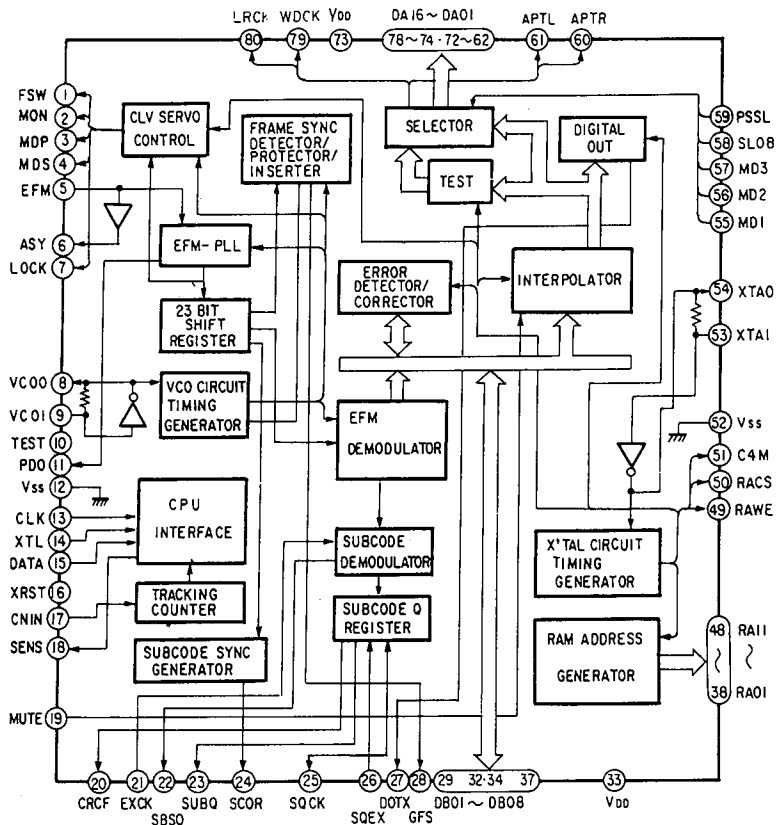 LRCK WDCK VDD DA16~DA01 APTL APTR
80 79 73 78~74·72~62 61 60
FSW 1
MON 2
MDP 3
MDS 4
EFM 5
ASY 6
LOCK 7
VCO0 8
VCO1 9
TEST 10
PDO 11
Vss 12
CLK 13
XTL 14
DATA 15
XRST 16
CNIN 17
SENS 18
MUTE 19
CLV SERVO
CONTROL
FRAME SYNC
DETECTOR/
PROTECTOR/
INSERTER
SELECTOR
DIGITAL
OUT
TEST
EFM-PLL
ERROR
DETECTOR/
CORRECTOR
INTERPOLATOR
23 BIT
SHIFT
REGISTER
VCO CIRCUIT
TIMING
GENERATOR
EFM
DEMODULATOR
CPU
INTERFACE
SUBCODE
DEMODULATOR
X'TAL CIRCUIT
TIMING
GENERATOR
TRACKING
COUNTER
SUBCODE Q
REGISTER
SUBCODE SYNC
GENERATOR
RAM ADDRESS
GENERATOR
59 PSSL
58 SLOB
57 MD3
56 MD2
55 MD1
54 XTAO
53 XTAI
52 Vss
51 C4M
50 RACS
49 RAWE
48 RA11
~ ~
38 RA01
20 21 22 23 24 25 26 27 28 29 32·34 37 33
CRCF EXCK SBSO SUBQ SCOR SQCK SQEX DOTX GFS DB01~DB08 VDD